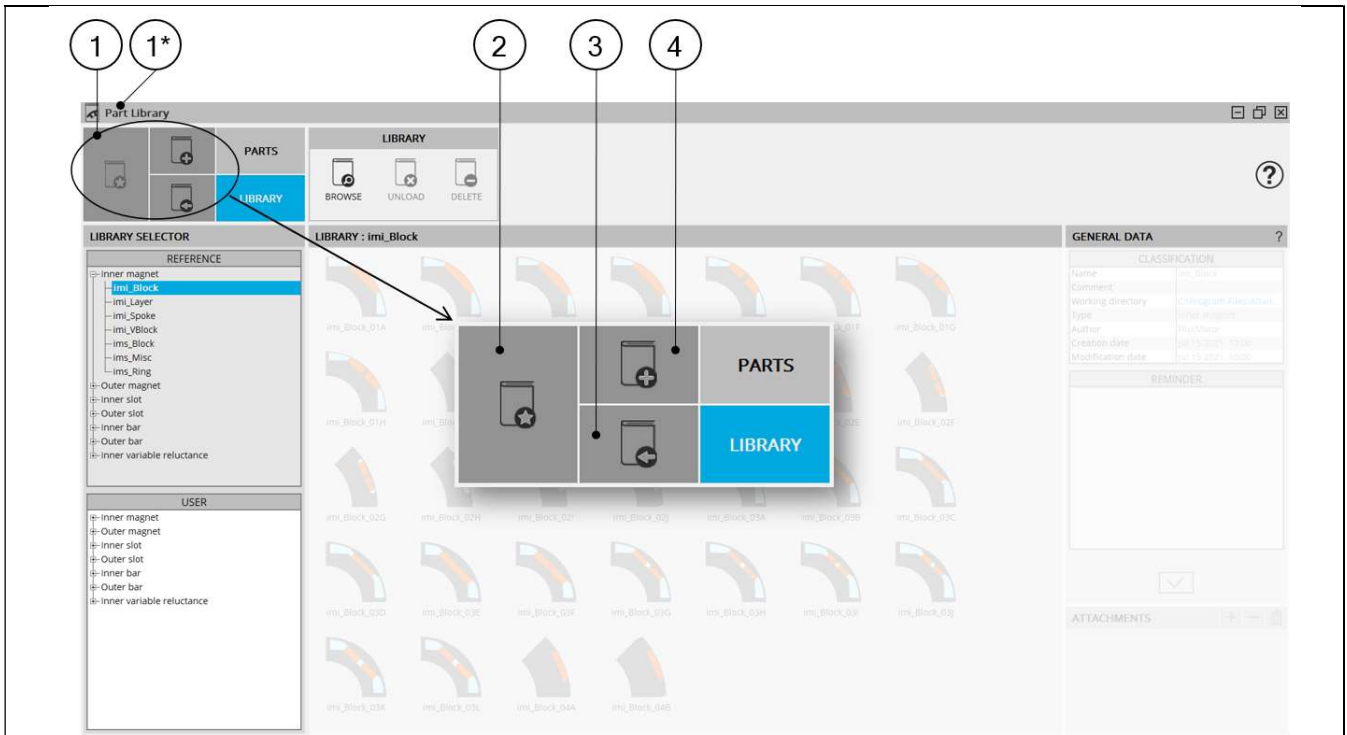 1
1*
2
3
4
Part Library
PARTS
LIBRARY
LIBRARY
BROWSE
UNLOAD
DELETE
?
LIBRARY SELECTOR
LIBRARY : imi_Block
GENERAL DATA
?
REFERENCE
Inner magnet
imi_Block
imi_Layer
imi_Spoke
imi_VBlock
ims_Block
ims_Misc
ims_Ring
Outer magnet
Inner slot
Outer slot
Inner bar
Outer bar
Inner variable reluctance
USER
Inner magnet
Outer magnet
Inner slot
Outer slot
Inner bar
Outer bar
Inner variable reluctance
imi_Block_01A
imi_Block_01G
imi_Block_01H
imi_Block_02F
imi_Block_02G
imi_Block_02H
imi_Block_02I
imi_Block_02J
imi_Block_03A
imi_Block_03B
imi_Block_03C
imi_Block_03D
imi_Block_03E
imi_Block_03F
imi_Block_03G
imi_Block_03H
imi_Block_03I
imi_Block_03J
imi_Block_03K
imi_Block_03L
imi_Block_04A
imi_Block_04B
PARTS
LIBRARY
CLASSIFICATION
Name
imi_Block
Comment
Working directory
Type
Inner magnet
Author
Creation date
Modification date
REMINDER
ATTACHMENTS